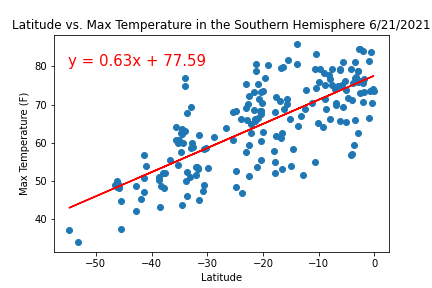 Latitude vs. Max Temperature in the Southern Hemisphere 6/21/2021
y = 0.63x + 77.59
80
70
60
50
40
Max Temperature (F)
−50 −40 −30 −20 −10 0
Latitude